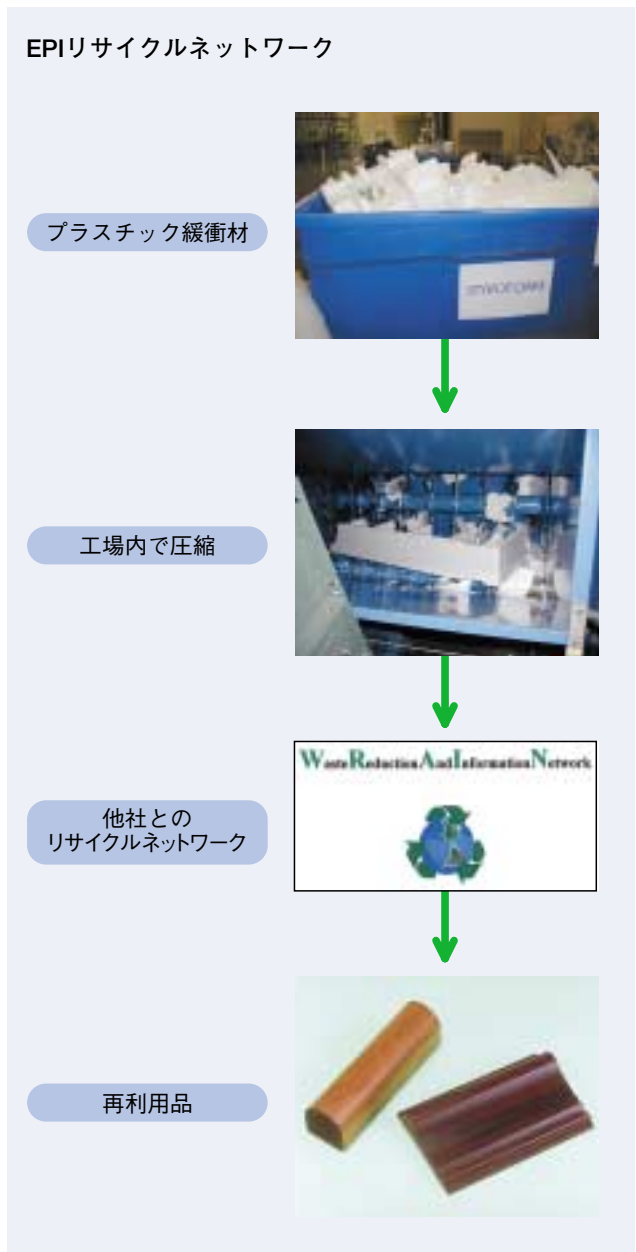 EPIリサイクルネットワーク
プラスチック緩衝材
工場内で圧縮
WasteReductionAndInformationNetwork
他社との
リサイクルネットワーク
再利用品